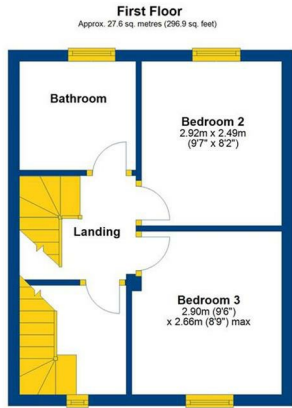 First Floor
Approx. 27.6 sq. metres (296.9 sq. feet)
Bathroom
Bedroom 2
2.92m x 2.49m
(9'7" x 8'2")
Landing
Bedroom 3
2.90m (9'6")
x 2.66m (8'9") max